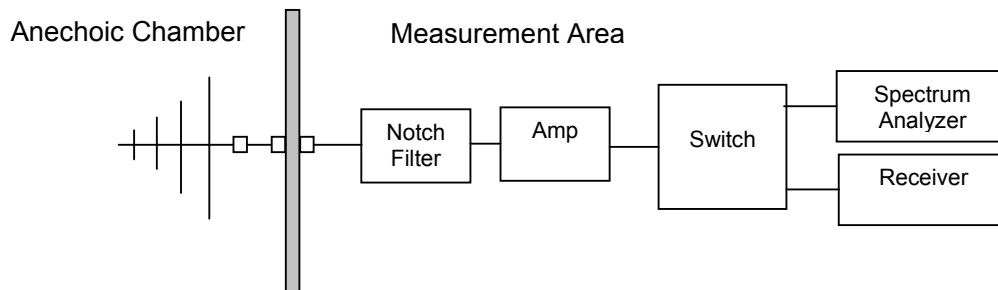 Anechoic Chamber
Measurement Area
Notch
Filter
Amp
Switch
Spectrum
Analyzer
Receiver